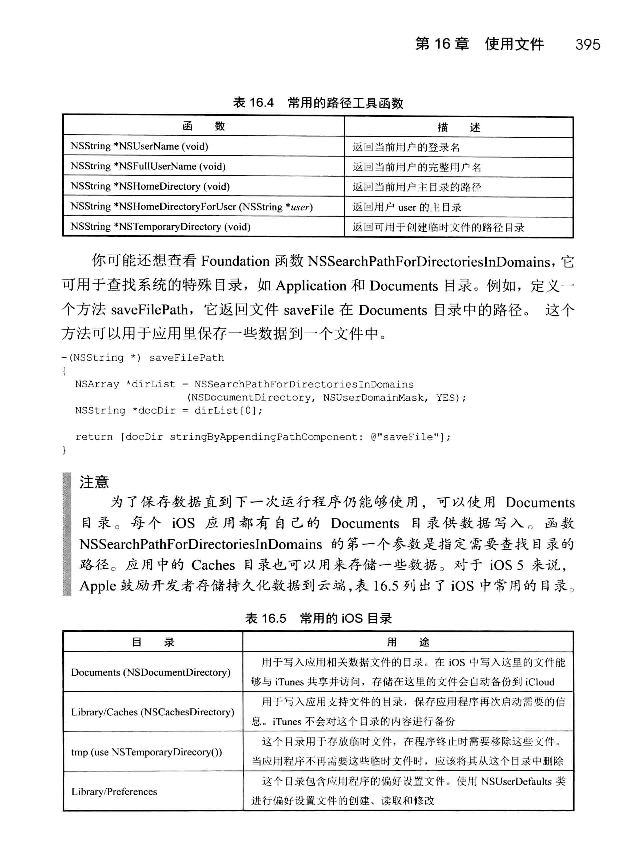 第 16 章 使用文件 395
表 16.4 常用的路径工具函数
函 数 描 述
NSString *NSUserName (void) 返回当前用户的登录名
NSString *NSFullUserName (void) 返回当前用户的完整用户名
NSString *NSHomeDirectory (void) 返回当前用户主目录的路径
NSString *NSHomeDirectoryForUser (NSString *user) 返回用户 user 的主目录
NSString *NSTemporaryDirectory (void) 返回可用于创建临时文件的路径目录
你可能还想查看 Foundation 函数 NSSearchPathForDirectoriesInDomains，它
可用于查找系统的特殊目录，如 Application 和 Documents 目录。例如，定义一
个方法 saveFilePath，它返回文件 saveFile 在 Documents 目录中的路径。 这个
方法可以用于应用里保存一些数据到一个文件中。
-(NSString *) saveFilePath
{
NSArray *dirList = NSSearchPathForDirectoriesInDomains
(NSDocumentDirectory, NSUserDomainMask, YES);
NSString *docDir = dirList[0];
return [docDir stringByAppendingPathComponent: @"saveFile"];
}
注意
为了保存数据直到下一次运行程序仍能够使用，可以使用 Documents
目录。每个 iOS 应用都有自己的 Documents 目录供数据写入。函数
NSSearchPathForDirectoriesInDomains 的第一个参数是指定需要查找目录的
路径。应用中的 Caches 目录也可以用来存储一些数据。对于 iOS 5 来说，
Apple 鼓励开发者存储持久化数据到云端,表 16.5 列出了 iOS 中常用的目录。
表 16.5 常用的 iOS 目录
目 录 用 途
Documents (NSDocumentDirectory) 用于写入应用相关数据文件的目录。在 iOS 中写入这里的文件能
够与 iTunes 共享并访问，存储在这里的文件会自动备份到 iCloud
Library/Caches (NSCachesDirectory) 用于写入应用支持文件的目录，保存应用程序再次启动需要的信
息。iTunes 不会对这个目录的内容进行备份
tmp (use NSTemporaryDirecory()) 这个目录用于存放临时文件，在程序终止时需要移除这些文件。
当应用程序不再需要这些临时文件时，应该将其从这个目录中删除
Library/Preferences 这个目录包含应用程序的偏好设置文件。使用 NSUserDefaults 类
进行偏好设置文件的创建、读取和修改